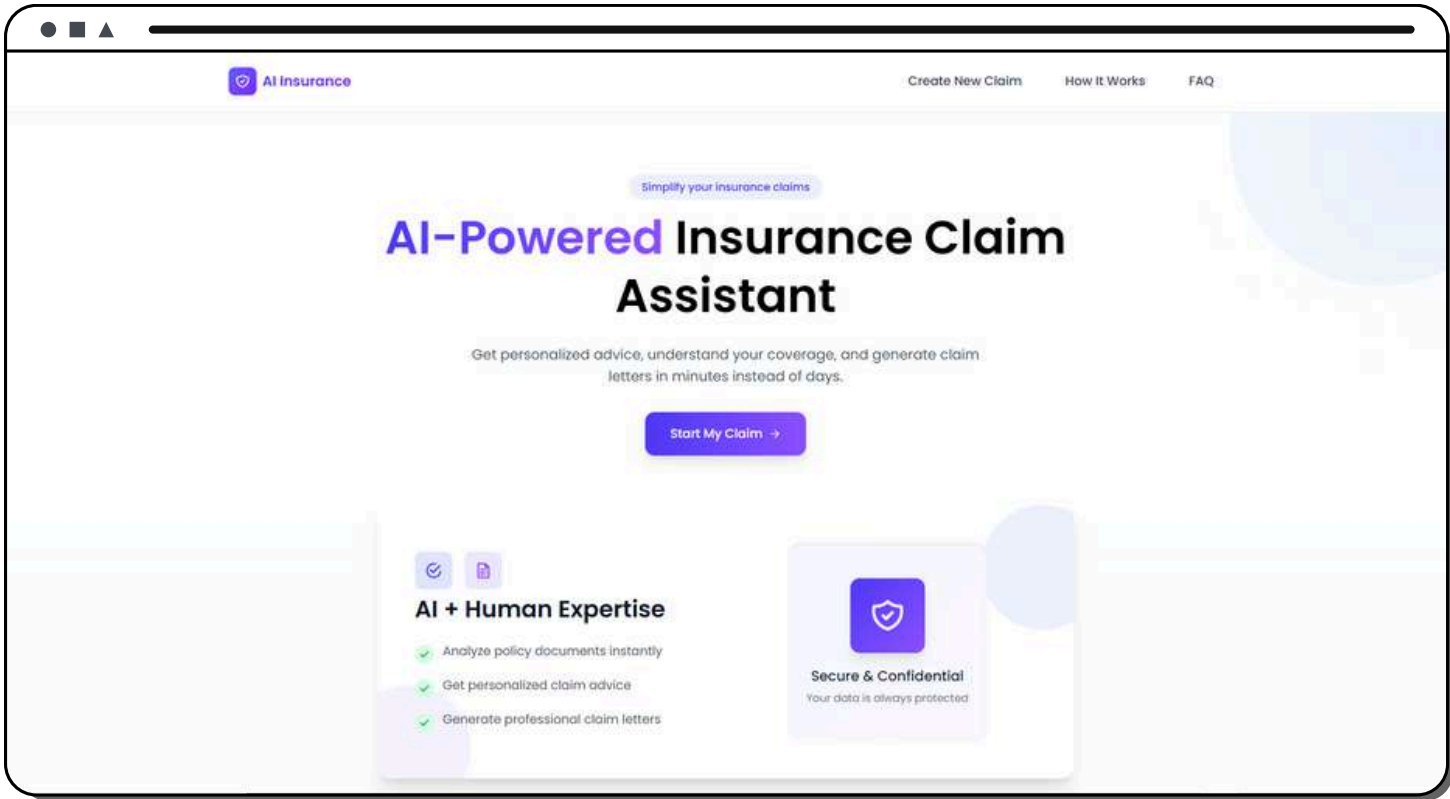 AI Insurance
Create New Claim
How It Works
FAQ
Simplify your insurance claims
AI-Powered Insurance Claim
Assistant
Get personalized advice, understand your coverage, and generate claim
letters in minutes instead of days.
Start My Claim →
AI + Human Expertise
Analyze policy documents instantly
Get personalized claim advice
Generate professional claim letters
Secure & Confidential
Your data is always protected